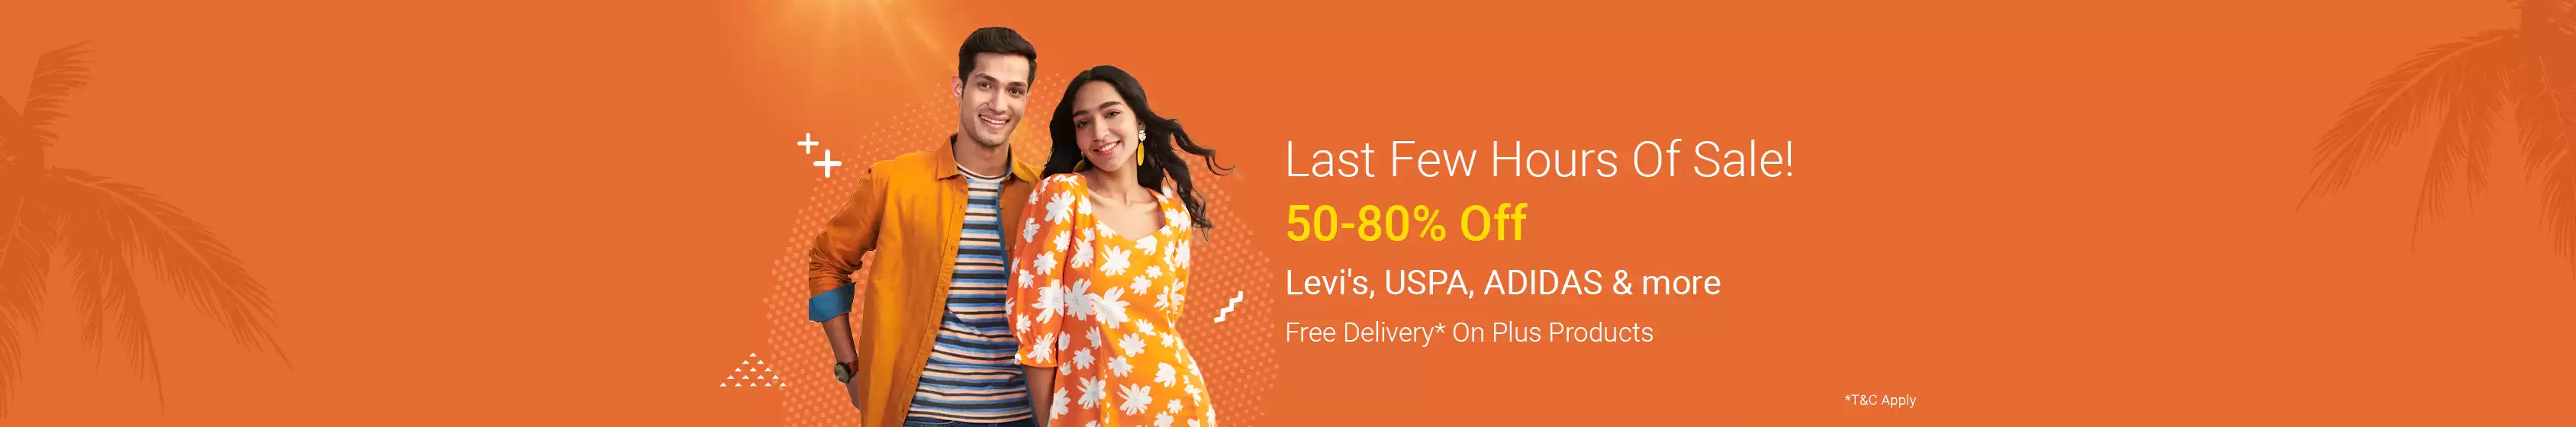 Last Few Hours Of Sale!
50-80% Off
Levi's, USPA, ADIDAS & more
Free Delivery* On Plus Products
*T&C Apply